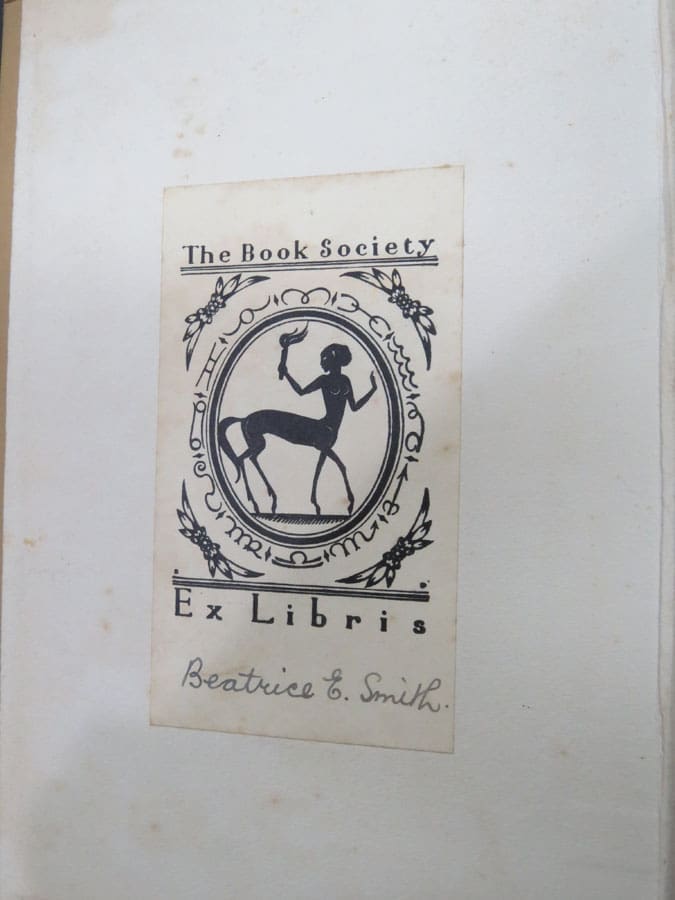 The Book Society
Ex Libris
Beatrice E. Smith.